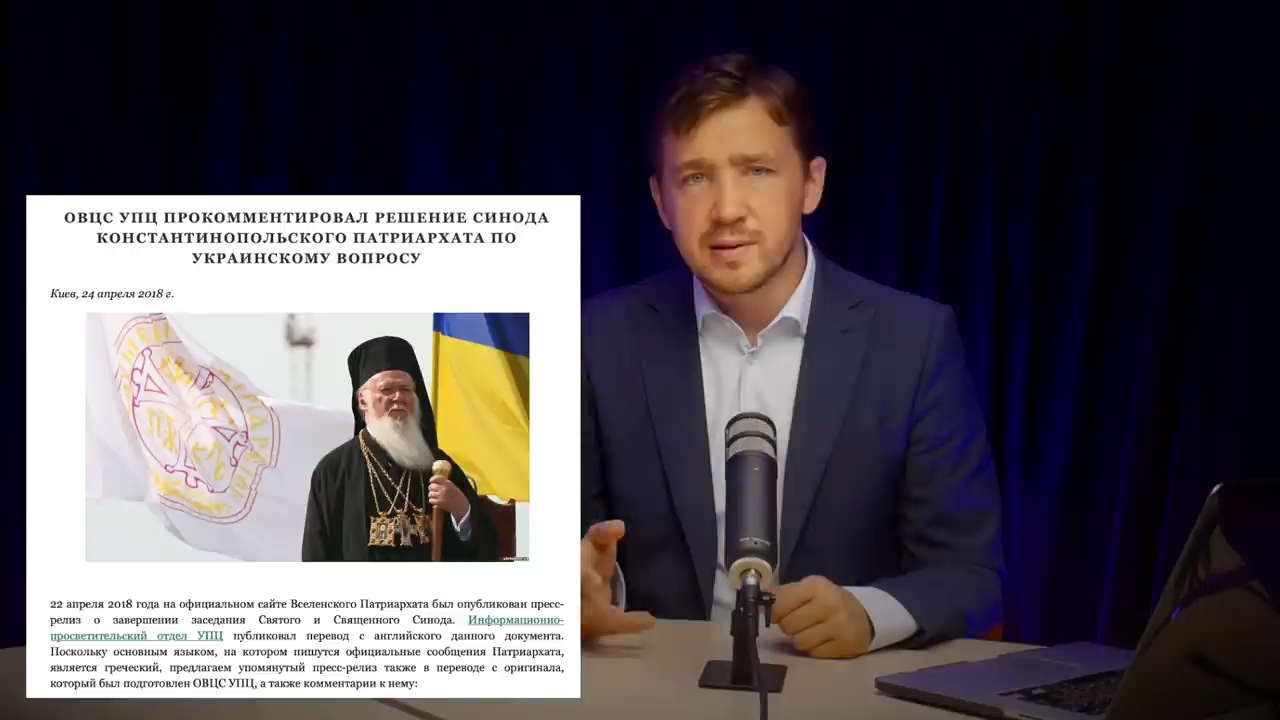 ОВЦС УПЦ ПРОКОММЕНТИРОВАЛ РЕШЕНИЕ СИНОДА
КОНСТАНТИНОПОЛЬСКОГО ПАТРИАРХАТА ПО
УКРАИНСКОМУ ВОПРОСУ
Киев, 24 апреля 2018 г.
22 апреля 2018 года на официальном сайте Вселенского Патриархата был опубликован пресс-
релиз о завершении заседания Святого и Священного Синода. Информационно-
просветительский отдел УПЦ публиковал перевод с английского данного документа.
Поскольку основным языком, на котором пишутся официальные сообщения Патриархата,
является греческий, предлагаем упомянутый пресс-релиз также в переводе с оригинала,
который был подготовлен ОВЦС УПЦ, а также комментарии к нему: